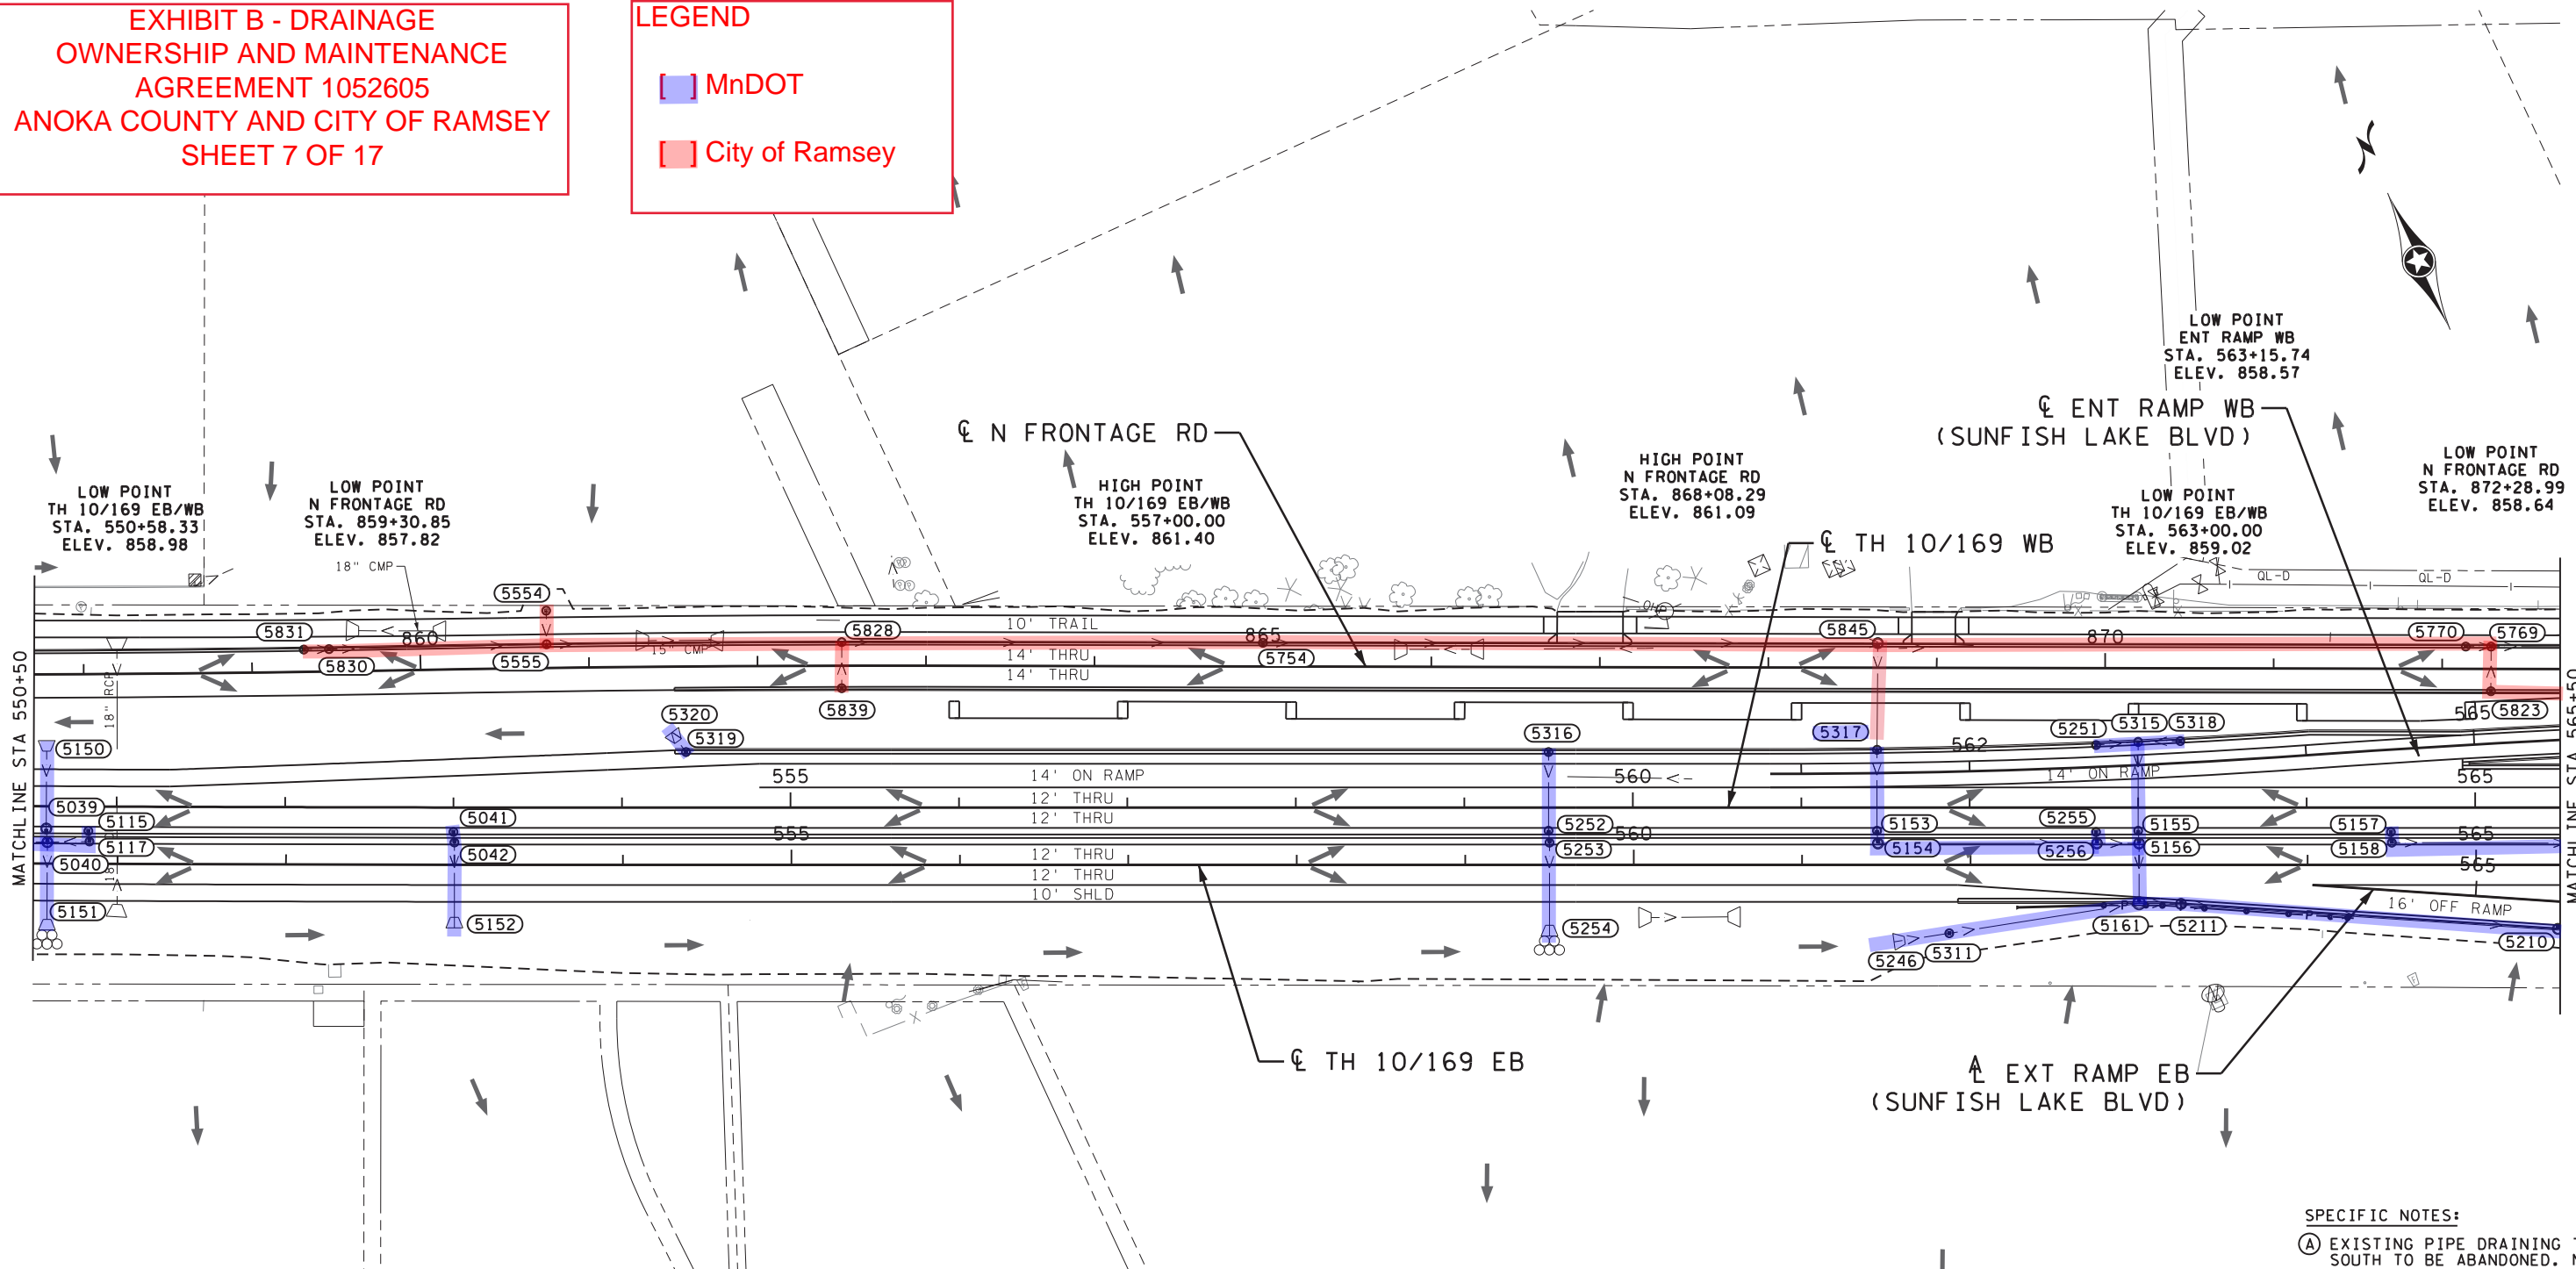 EXHIBIT B - DRAINAGE
OWNERSHIP AND MAINTENANCE
AGREEMENT 1052605
ANOKA COUNTY AND CITY OF RAMSEY
SHEET 7 OF 17
LEGEND
[ ] MnDOT
[ ] City of Ramsey
LOW POINT
ENT RAMP WB
STA. 563+15.74
ELEV. 858.57
℄ ENT RAMP WB
(SUNFISH LAKE BLVD)
℄ N FRONTAGE RD
LOW POINT
TH 10/169 EB/WB
STA. 550+58.33
ELEV. 858.98
LOW POINT
N FRONTAGE RD
STA. 859+30.85
ELEV. 857.82
HIGH POINT
TH 10/169 EB/WB
STA. 557+00.00
ELEV. 861.40
HIGH POINT
N FRONTAGE RD
STA. 868+08.29
ELEV. 861.09
LOW POINT
TH 10/169 EB/WB
STA. 563+00.00
ELEV. 859.02
LOW POINT
N FRONTAGE RD
STA. 872+28.99
ELEV. 858.64
℄ TH 10/169 WB
18" CMP
QL-D
QL-D
5554
5831
860
5828
10' TRAIL
865
5845
870
5770
5769
5830
5555
15" CMP
14' THRU
5754
14' THRU
18" RCP
5839
5320
5319
5316
5317
5251
5315
5318
565
5823
5150
562
555
14' ON RAMP
560
14' ON RAMP
565
12' THRU
5039
5115
5041
12' THRU
5252
5153
5255
5155
5157
555
560
565
5117
5042
12' THRU
5253
5154
5256
5156
5158
5040
12' THRU
565
10' SHLD
16' OFF RAMP
5151
5152
5254
5161
5211
5210
5246
5311
MATCHLINE STA 550+50
MATCHLINE STA 565+50
℄ TH 10/169 EB
EXT RAMP EB
(SUNFISH LAKE BLVD)
SPECIFIC NOTES:
Ⓐ EXISTING PIPE DRAINING
SOUTH TO BE ABANDONED.